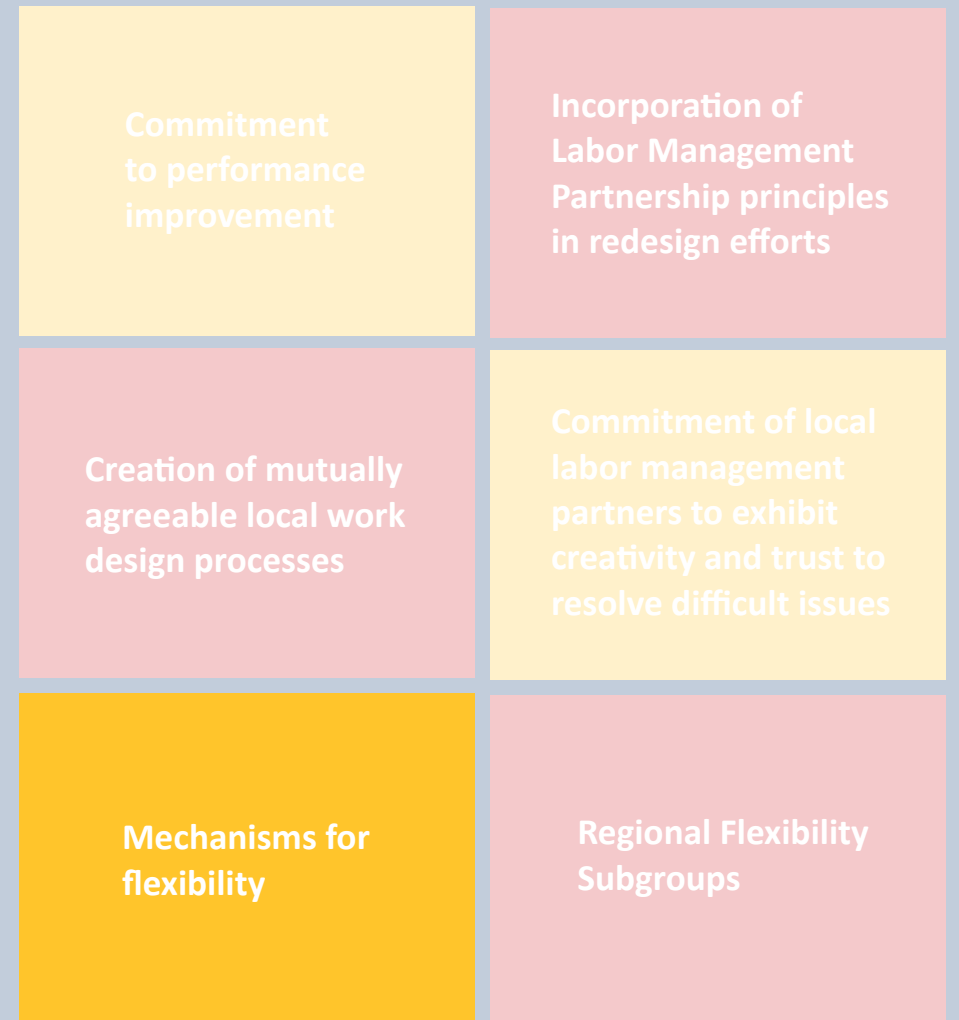 Commitment
to performance
improvement
Incorporation of
Labor Management
Partnership principles
in redesign efforts
Creation of mutually
agreeable local work
design processes
Commitment of local
labor management
partners to exhibit
creativity and trust to
resolve difficult issues
Mechanisms for
flexibility
Regional Flexibility
Subgroups